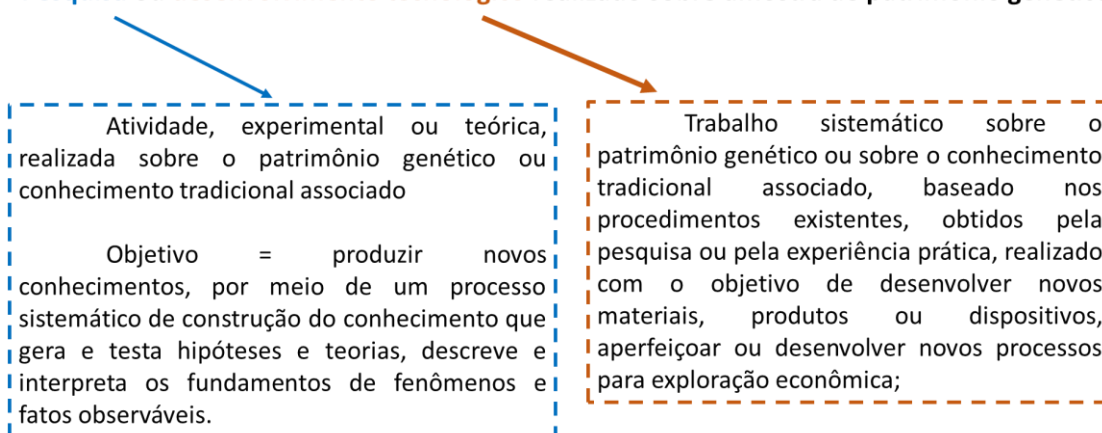 Atividade, experimental ou teórica,
realizada sobre o patrimônio genético ou
conhecimento tradicional associado
Objetivo = produzir novos
conhecimentos, por meio de um processo
sistemático de construção do conhecimento que
gera e testa hipóteses e teorias, descreve e
interpreta os fundamentos de fenômenos e
fatos observáveis.
Trabalho sistemático sobre o
patrimônio genético ou sobre o conhecimento
tradicional associado, baseado nos
procedimentos existentes, obtidos pela
pesquisa ou pela experiência prática, realizado
com o objetivo de desenvolver novos
materiais, produtos ou dispositivos,
aperfeiçoar ou desenvolver novos processos
para exploração econômica;